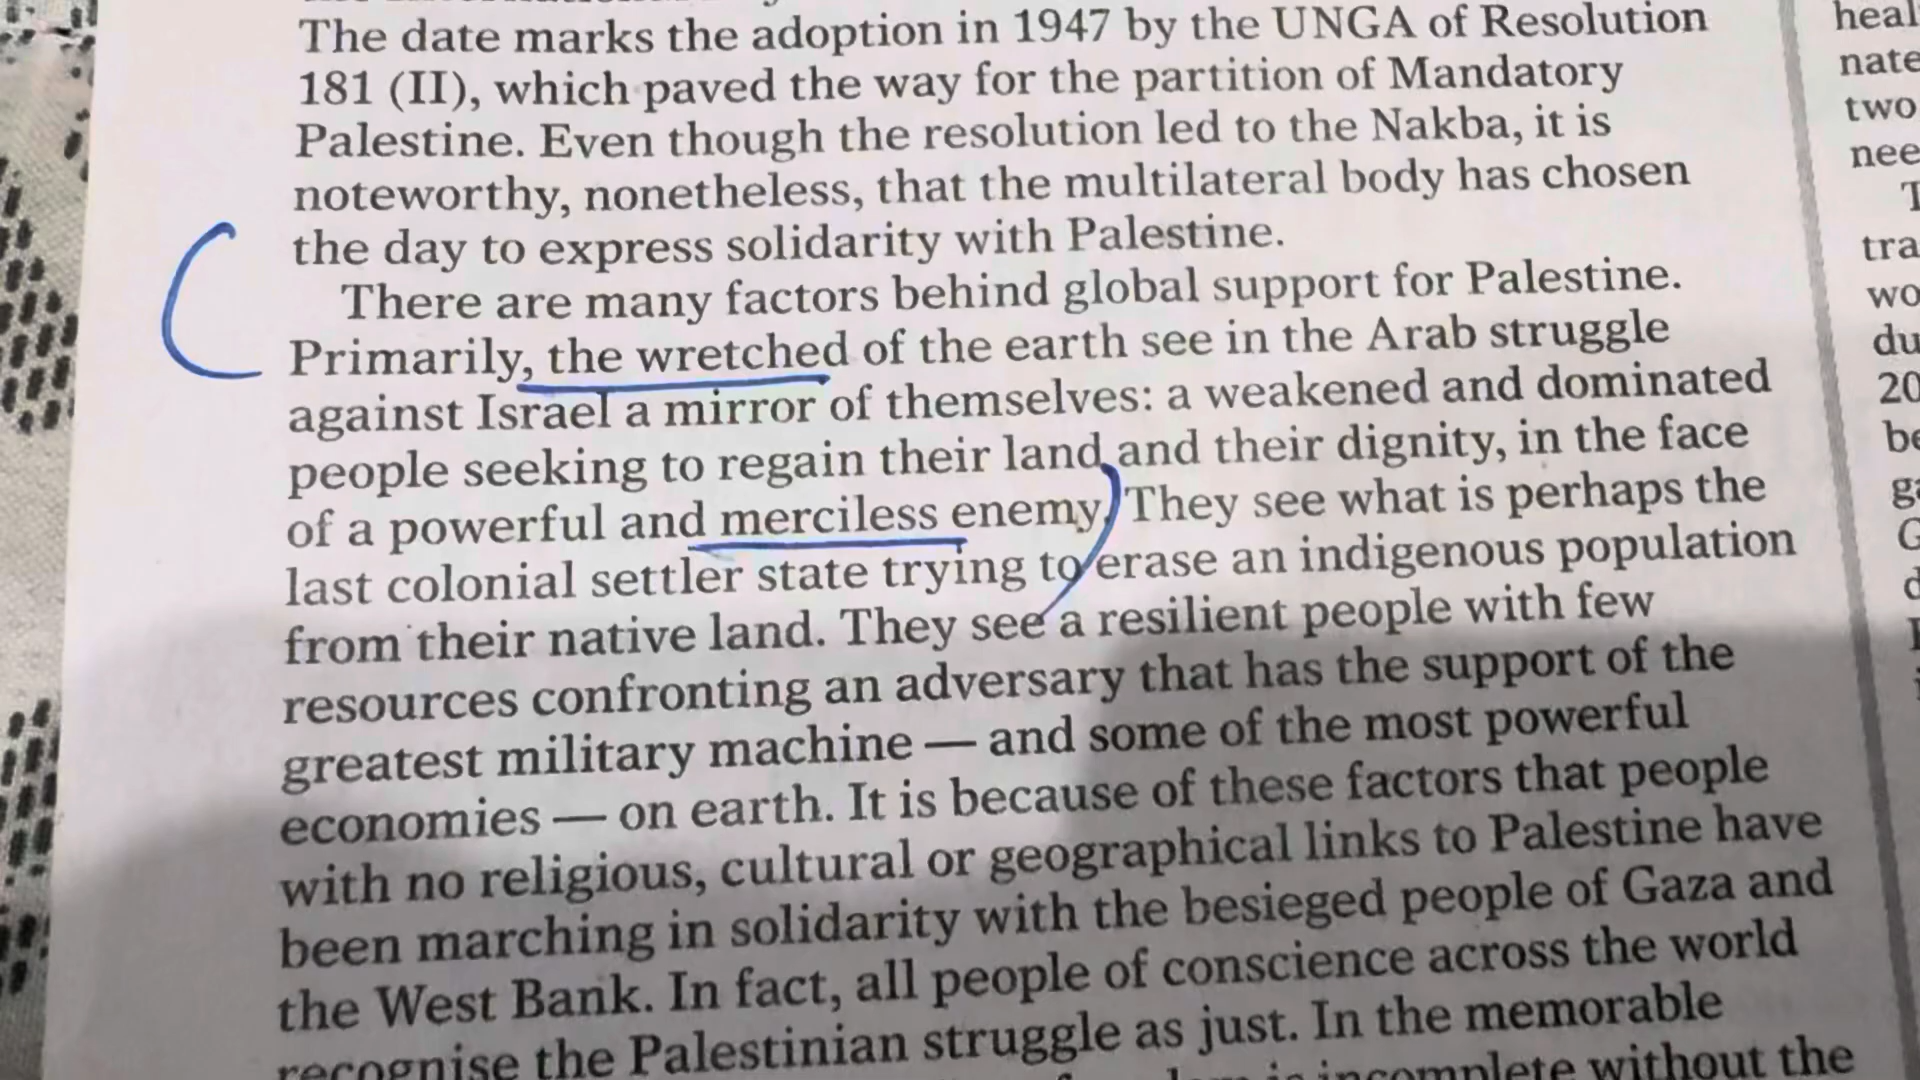 The date marks the adoption in 1947 by the UNGA of Resolution
181 (II), which paved the way for the partition of Mandatory
Palestine. Even though the resolution led to the Nakba, it is
noteworthy, nonetheless, that the multilateral body has chosen
the day to express solidarity with Palestine.
There are many factors behind global support for Palestine.
Primarily, the wretched of the earth see in the Arab struggle
against Israel a mirror of themselves: a weakened and dominated
people seeking to regain their land and their dignity, in the face
of a powerful and merciless enemy. They see what is perhaps the
last colonial settler state trying to erase an indigenous population
from their native land. They see a resilient people with few
resources confronting an adversary that has the support of the
greatest military machine — and some of the most powerful
economies — on earth. It is because of these factors that people
with no religious, cultural or geographical links to Palestine have
been marching in solidarity with the besieged people of Gaza and
the West Bank. In fact, all people of conscience across the world
recognise the Palestinian struggle as just. In the memorable
is incomplete without the
heal
nate
two
nee
T
tra
wo
du
20
be
ga
G
d